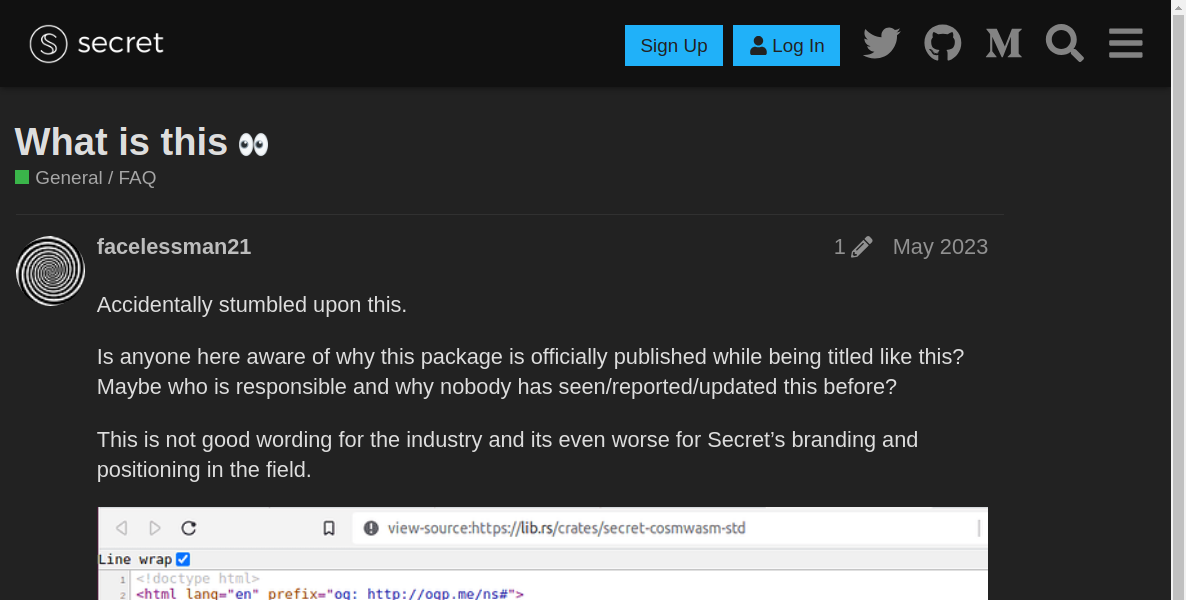 secret
Sign Up
Log In
What is this 👀
General / FAQ
facelessman21
1
May 2023
Accidentally stumbled upon this.
Is anyone here aware of why this package is officially published while being titled like this?
Maybe who is responsible and why nobody has seen/reported/updated this before?
This is not good wording for the industry and its even worse for Secret’s branding and
positioning in the field.
view-source:https://lib.rs/crates/secret-cosmwasm-std
Line wrap
1 <!doctype html>
2 <html lang="en" prefix="og: http://ogp.me/ns#">